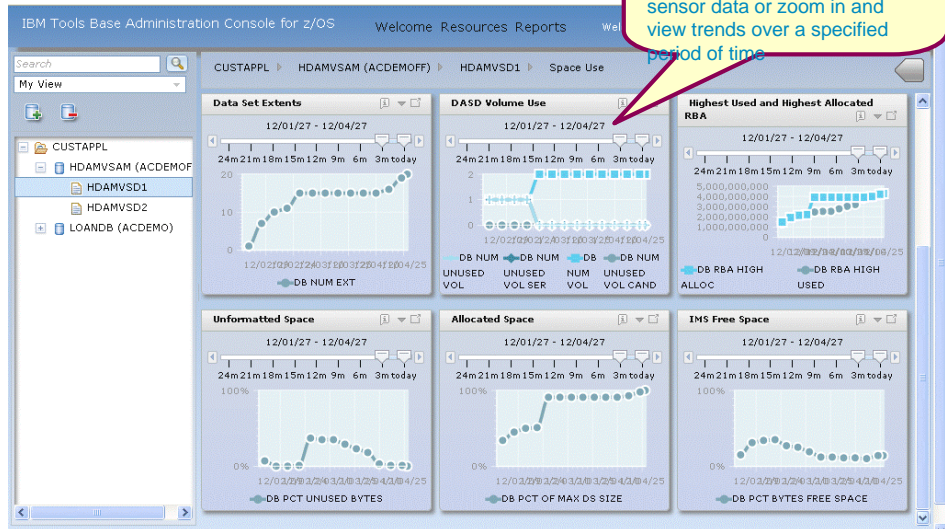 IBM Tools Base Administration Console for z/OS
Welcome Resources Reports
sensor data or zoom in and
view trends over a specified
period of time
Search
My View
CUSTAPPL
HDAMVSAM (ACDEMOF
HDAMVSD1
HDAMVSD2
LOANDB (ACDEMO)
CUSTAPPL HDAMVSAM (ACDEMOFF) HDAMVSD1 Space Use
Data Set Extents
12/01/27 - 12/04/27
24m 21m 18m 15m 12m 9m 6m 3m today
20
10
0
DB NUM EXT
DASD Volume Use
12/01/27 - 12/04/27
24m 21m 18m 15m 12m 9m 6m 3m today
2
1
0
DB NUM DB NUM DB DB NUM
UNUSED UNUSED NUM UNUSED
VOL VOL SER VOL VOL CAND
Highest Used and Highest Allocated
RBA
12/01/27 - 12/04/27
24m 21m 18m 15m 12m 9m 6m 3m today
5,000,000,000
4,000,000,000
3,000,000,000
2,000,000,000
1,000,000,000
0
DB RBA HIGH DB RBA HIGH
ALLOC USED
Unformatted Space
12/01/27 - 12/04/27
24m 21m 18m 15m 12m 9m 6m 3m today
100%
0%
DB PCT UNUSED BYTES
Allocated Space
12/01/27 - 12/04/27
24m 21m 18m 15m 12m 9m 6m 3m today
100%
0%
DB PCT OF MAX DS SIZE
IMS Free Space
12/01/27 - 12/04/27
24m 21m 18m 15m 12m 9m 6m 3m today
100%
0%
DB PCT BYTES FREE SPACE